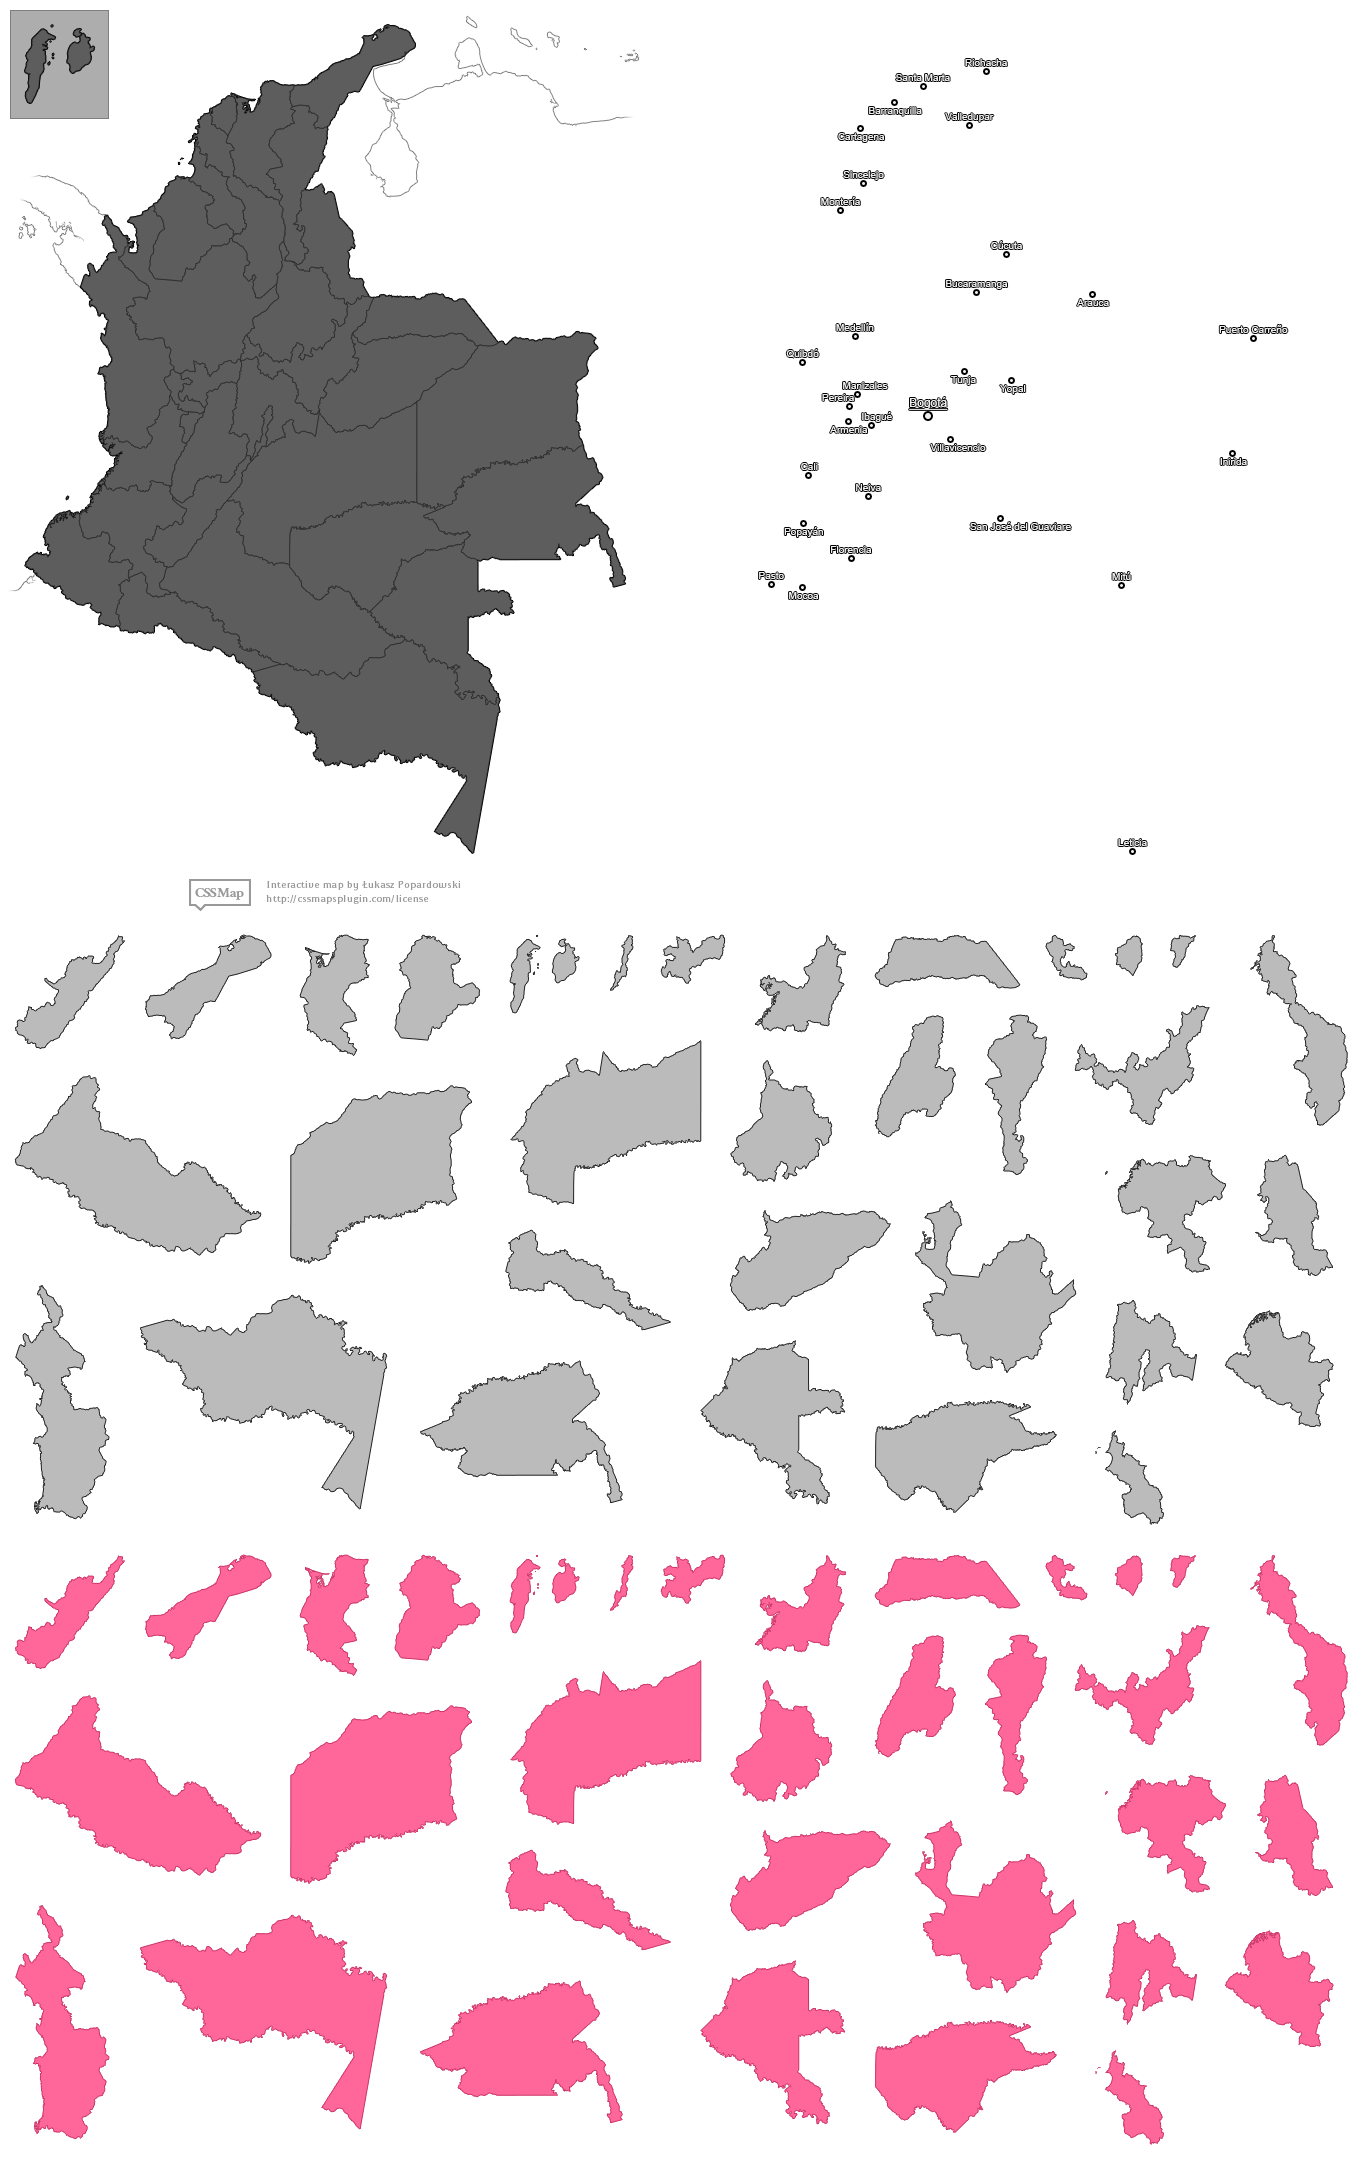 Riohacha
Santa Marta
Barranquilla
Valledupar
Cartagena
Sincelejo
Montería
Cúcuta
Bucaramanga
Arauca
Medellín
Puerto Carreño
Quibdó
Tunja
Manizales
Yopal
Pereira
Bogotá
Ibagué
Armenia
Villavicencio
Inírida
Cali
Neiva
San José del Guaviare
Popayán
Florencia
Pasto
Mitú
Mocoa
Leticia
CSSMap
Interactive map by Łukasz Popardowski
http://cssmapsplugin.com/license